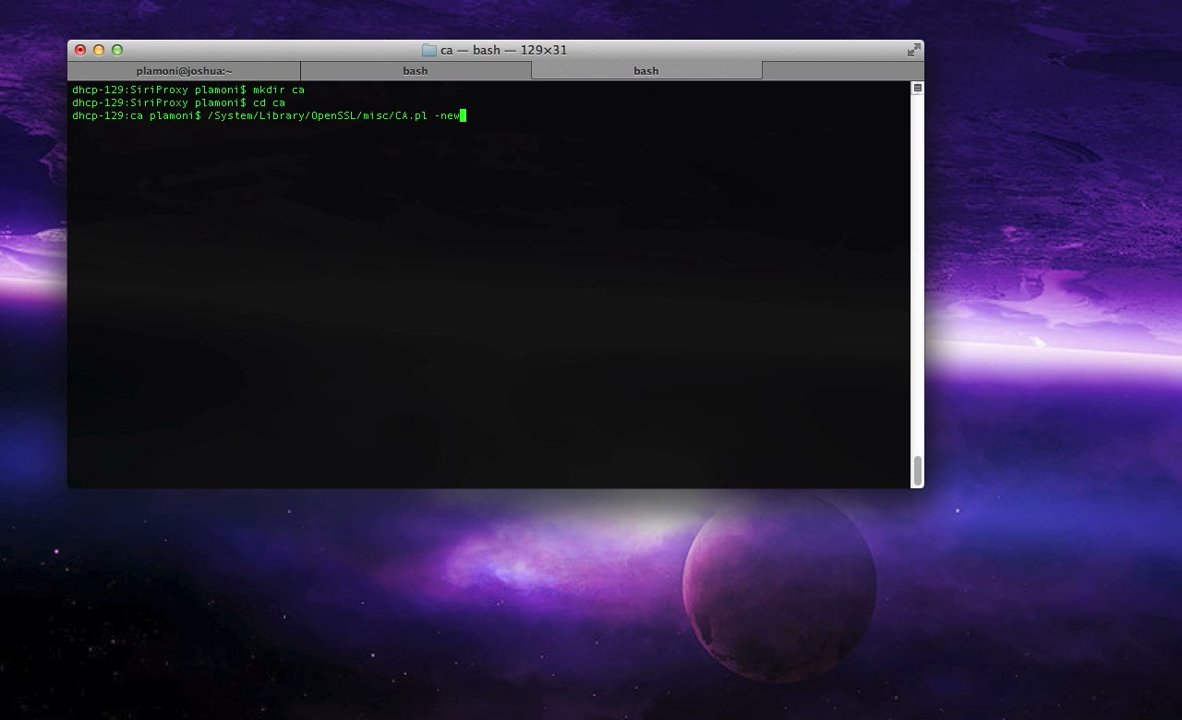 ca — bash — 129×31
plamoni@joshua:~ bash bash
dhcp-129:SiriProxy plamoni$ mkdir ca
dhcp-129:SiriProxy plamoni$ cd ca
dhcp-129:ca plamoni$ /System/Library/OpenSSL/misc/CA.pl -new